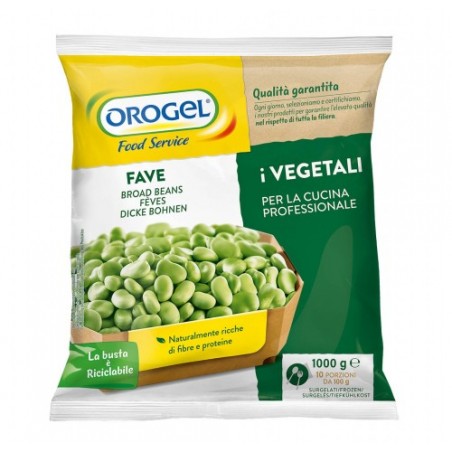 OROGEL®
Food Service
Qualità garantita
Ogni giorno, selezioniamo e certifichiamo,
i nostri prodotti per garantire l'elevata qualità
nel rispetto di tutta la filiera.
FAVE
BROAD BEANS
FÈVES
DICKE BOHNEN
i VEGETALI
PER LA CUCINA
PROFESSIONALE
Naturalmente ricche
di fibre e proteine
La busta
è Riciclabile
1000 g ℮
10 PORZIONI
DA 100 g
SURGELATI/FROZEN
SURGELÉS/TIEFKÜHLKOST